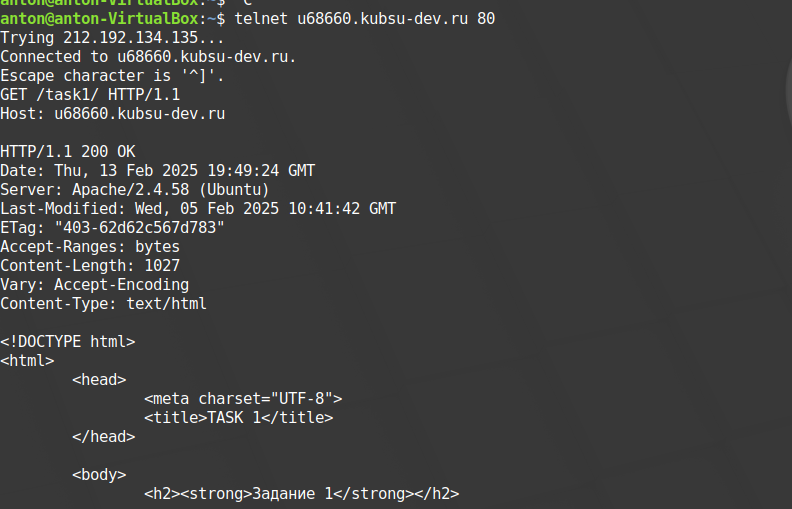 anton@anton-VirtualBox:~$ ^C
anton@anton-VirtualBox:~$ telnet u68660.kubsu-dev.ru 80
Trying 212.192.134.135...
Connected to u68660.kubsu-dev.ru.
Escape character is '^]'.
GET /task1/ HTTP/1.1
Host: u68660.kubsu-dev.ru

HTTP/1.1 200 OK
Date: Thu, 13 Feb 2025 19:49:24 GMT
Server: Apache/2.4.58 (Ubuntu)
Last-Modified: Wed, 05 Feb 2025 10:41:42 GMT
ETag: "403-62d62c567d783"
Accept-Ranges: bytes
Content-Length: 1027
Vary: Accept-Encoding
Content-Type: text/html

<!DOCTYPE html>
<html>
        <head>
                <meta charset="UTF-8">
                <title>TASK 1</title>
        </head>

        <body>
                <h2><strong>Задание 1</strong></h2>